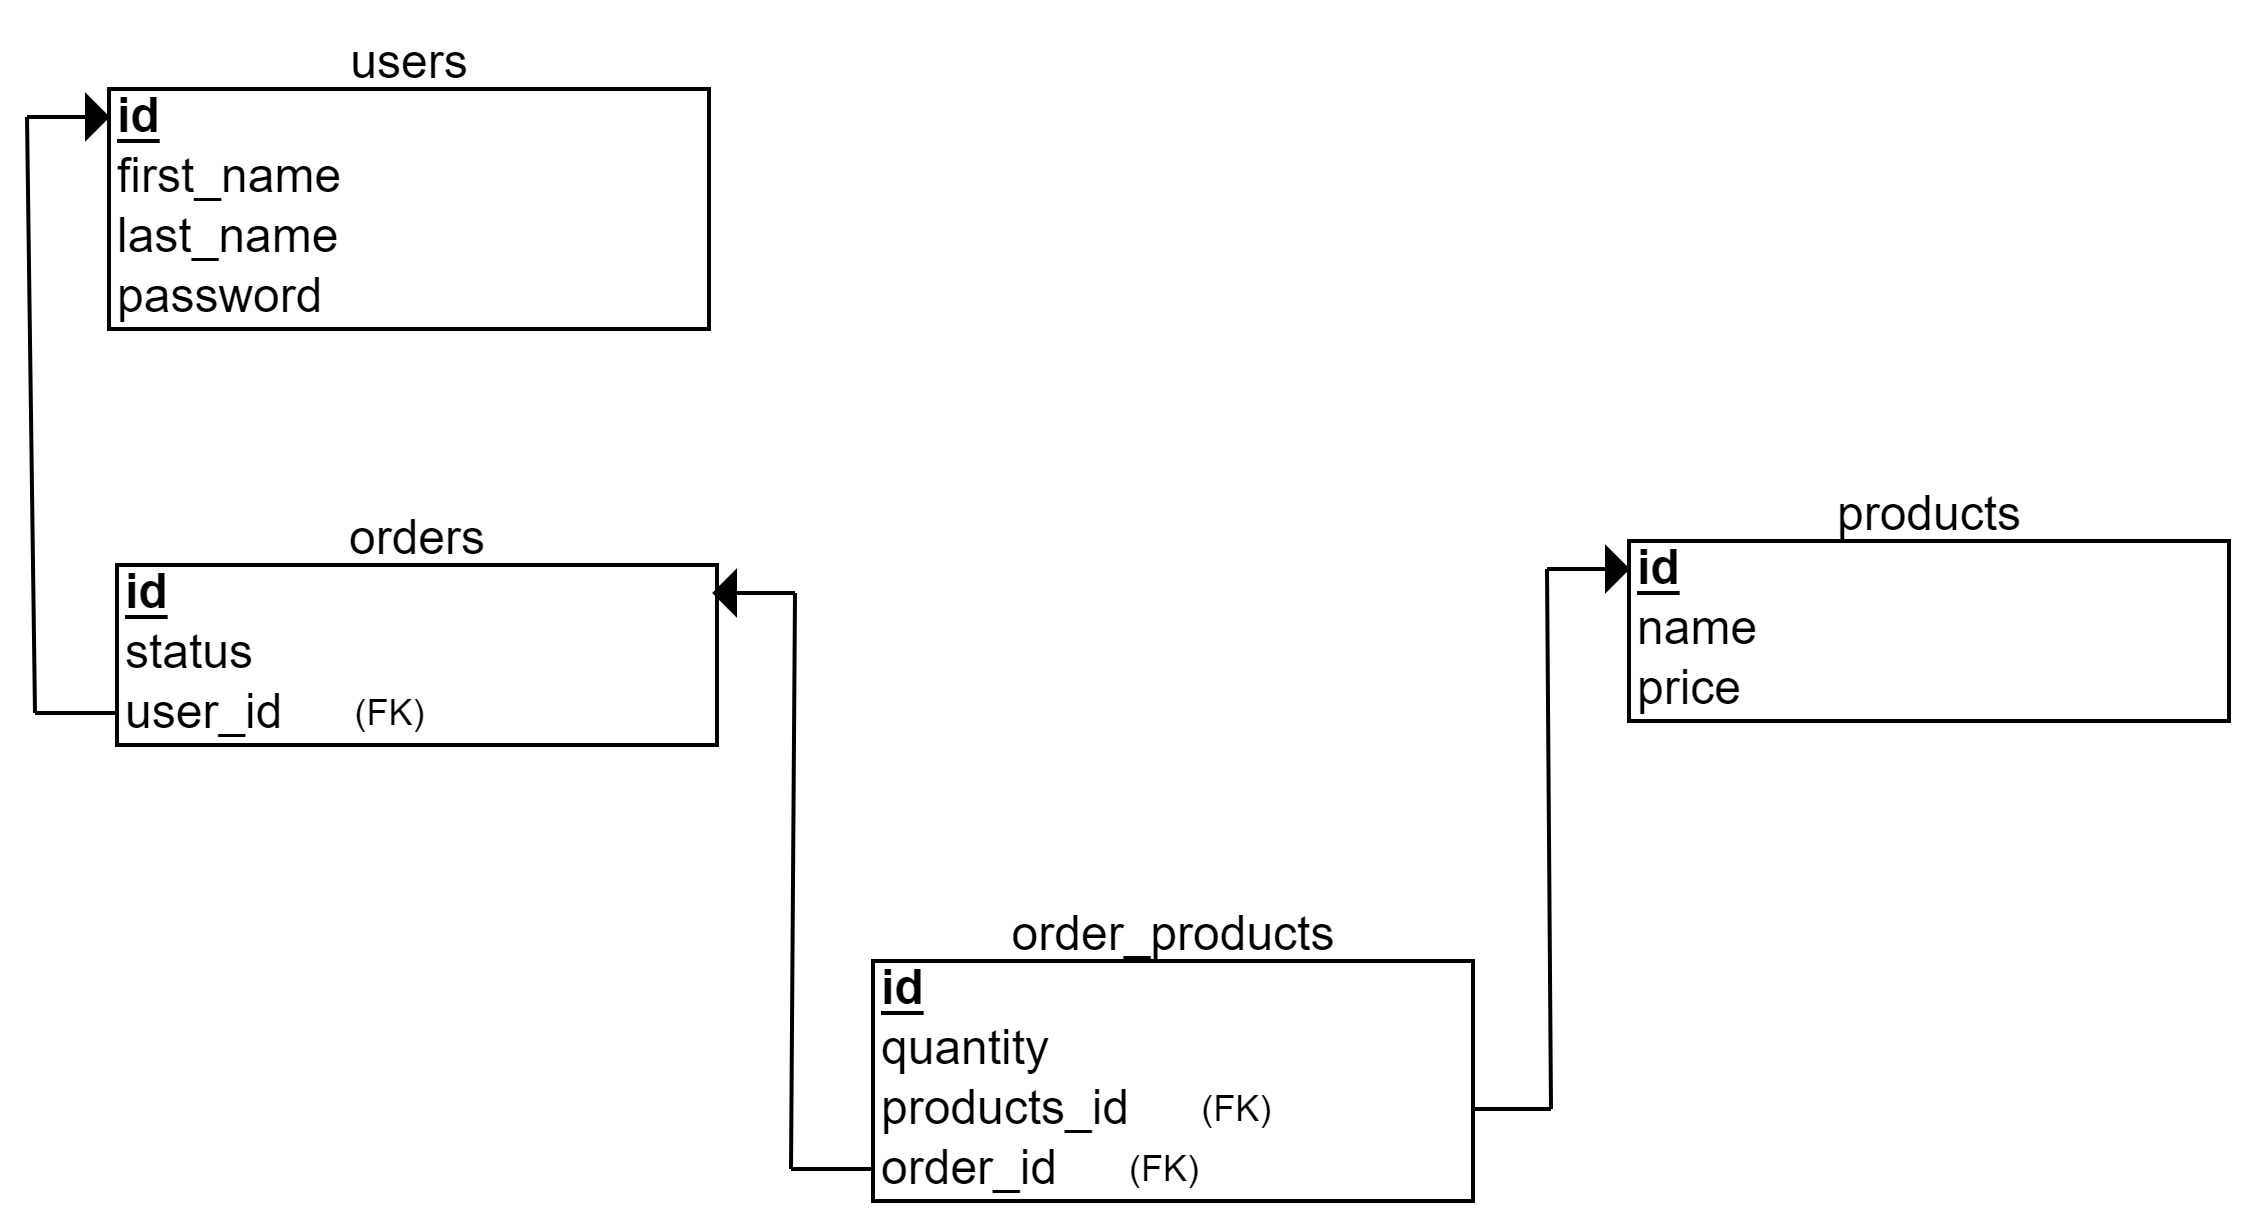 users
id
first_name
last_name
password
orders
id
status
user_id (FK)
products
id
name
price
order_products
id
quantity
products_id (FK)
order_id (FK)